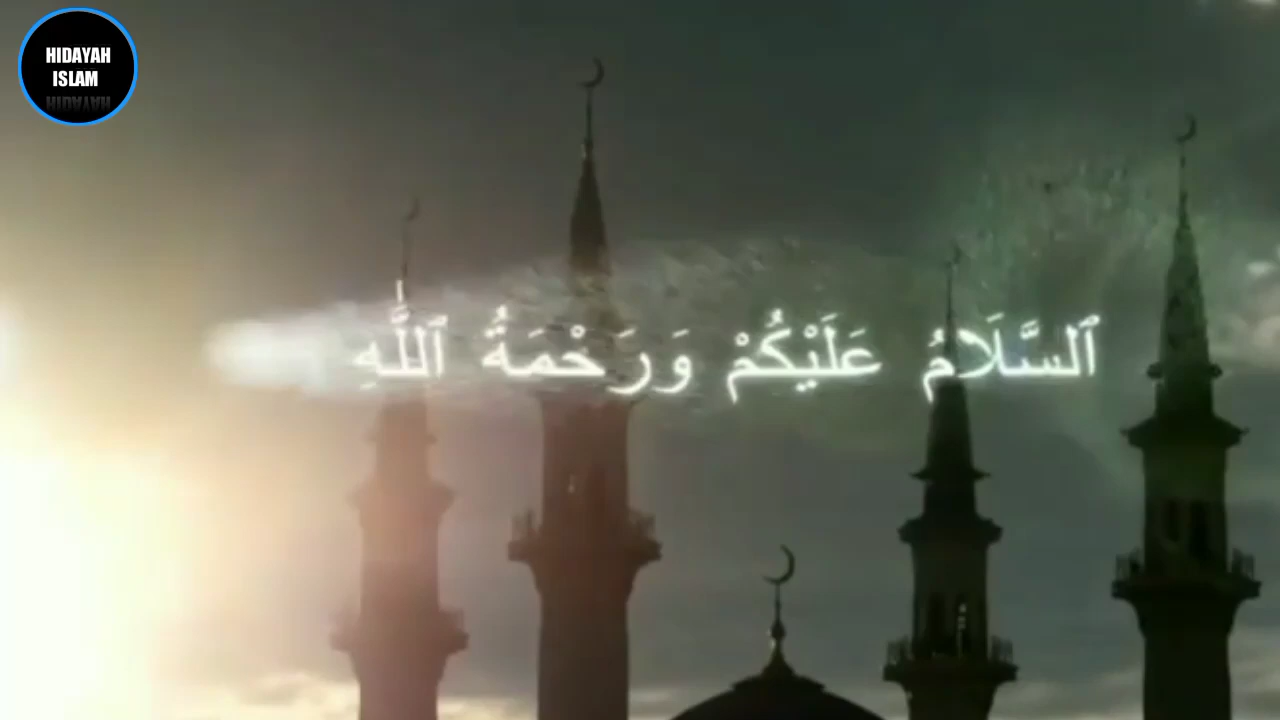 HIDAYAH
ISLAM
ٱلسَّلَامُ عَلَيْكُمْ وَرَحْمَةُ ٱللَّهِ